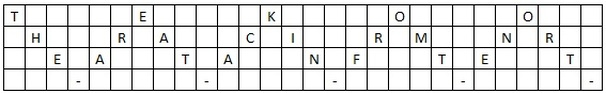 T E K O O
H R A C I R M N R
E A T A N F T E T
- - - - -